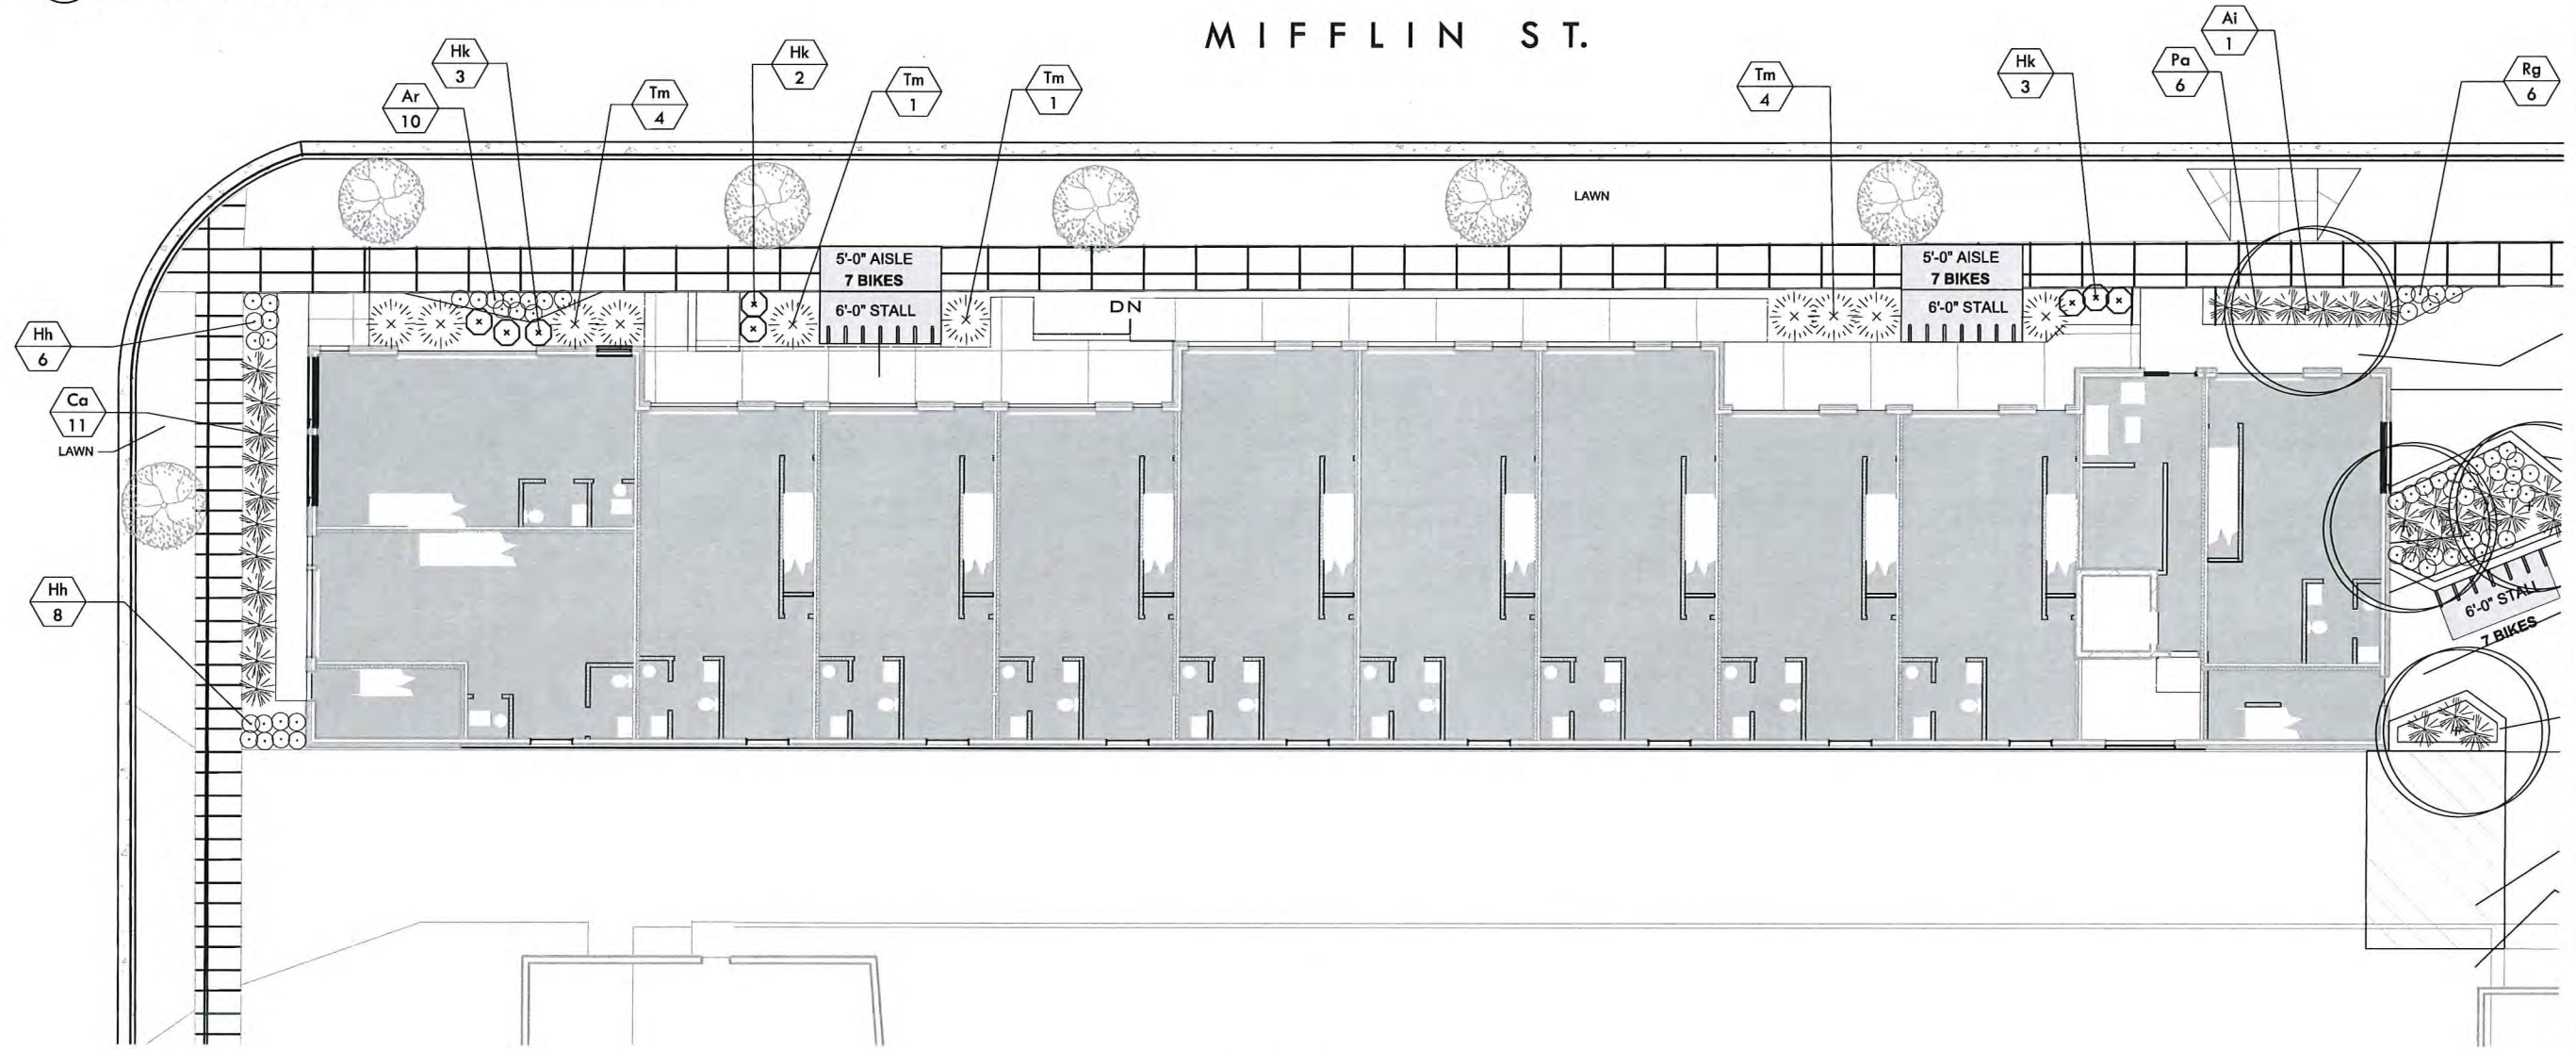 MIFFLIN ST.
Ai
1
Hk
3
Hk
2
Tm
1
Tm
1
Tm
4
Hk
3
Pa
6
Rg
6
Ar
10
Tm
4
LAWN
5'-0" AISLE
7 BIKES
6'-0" STALL
5'-0" AISLE
7 BIKES
6'-0" STALL
DN
Hh
6
Ca
11
LAWN
Hh
8
6'-0" STALL
7 BIKES